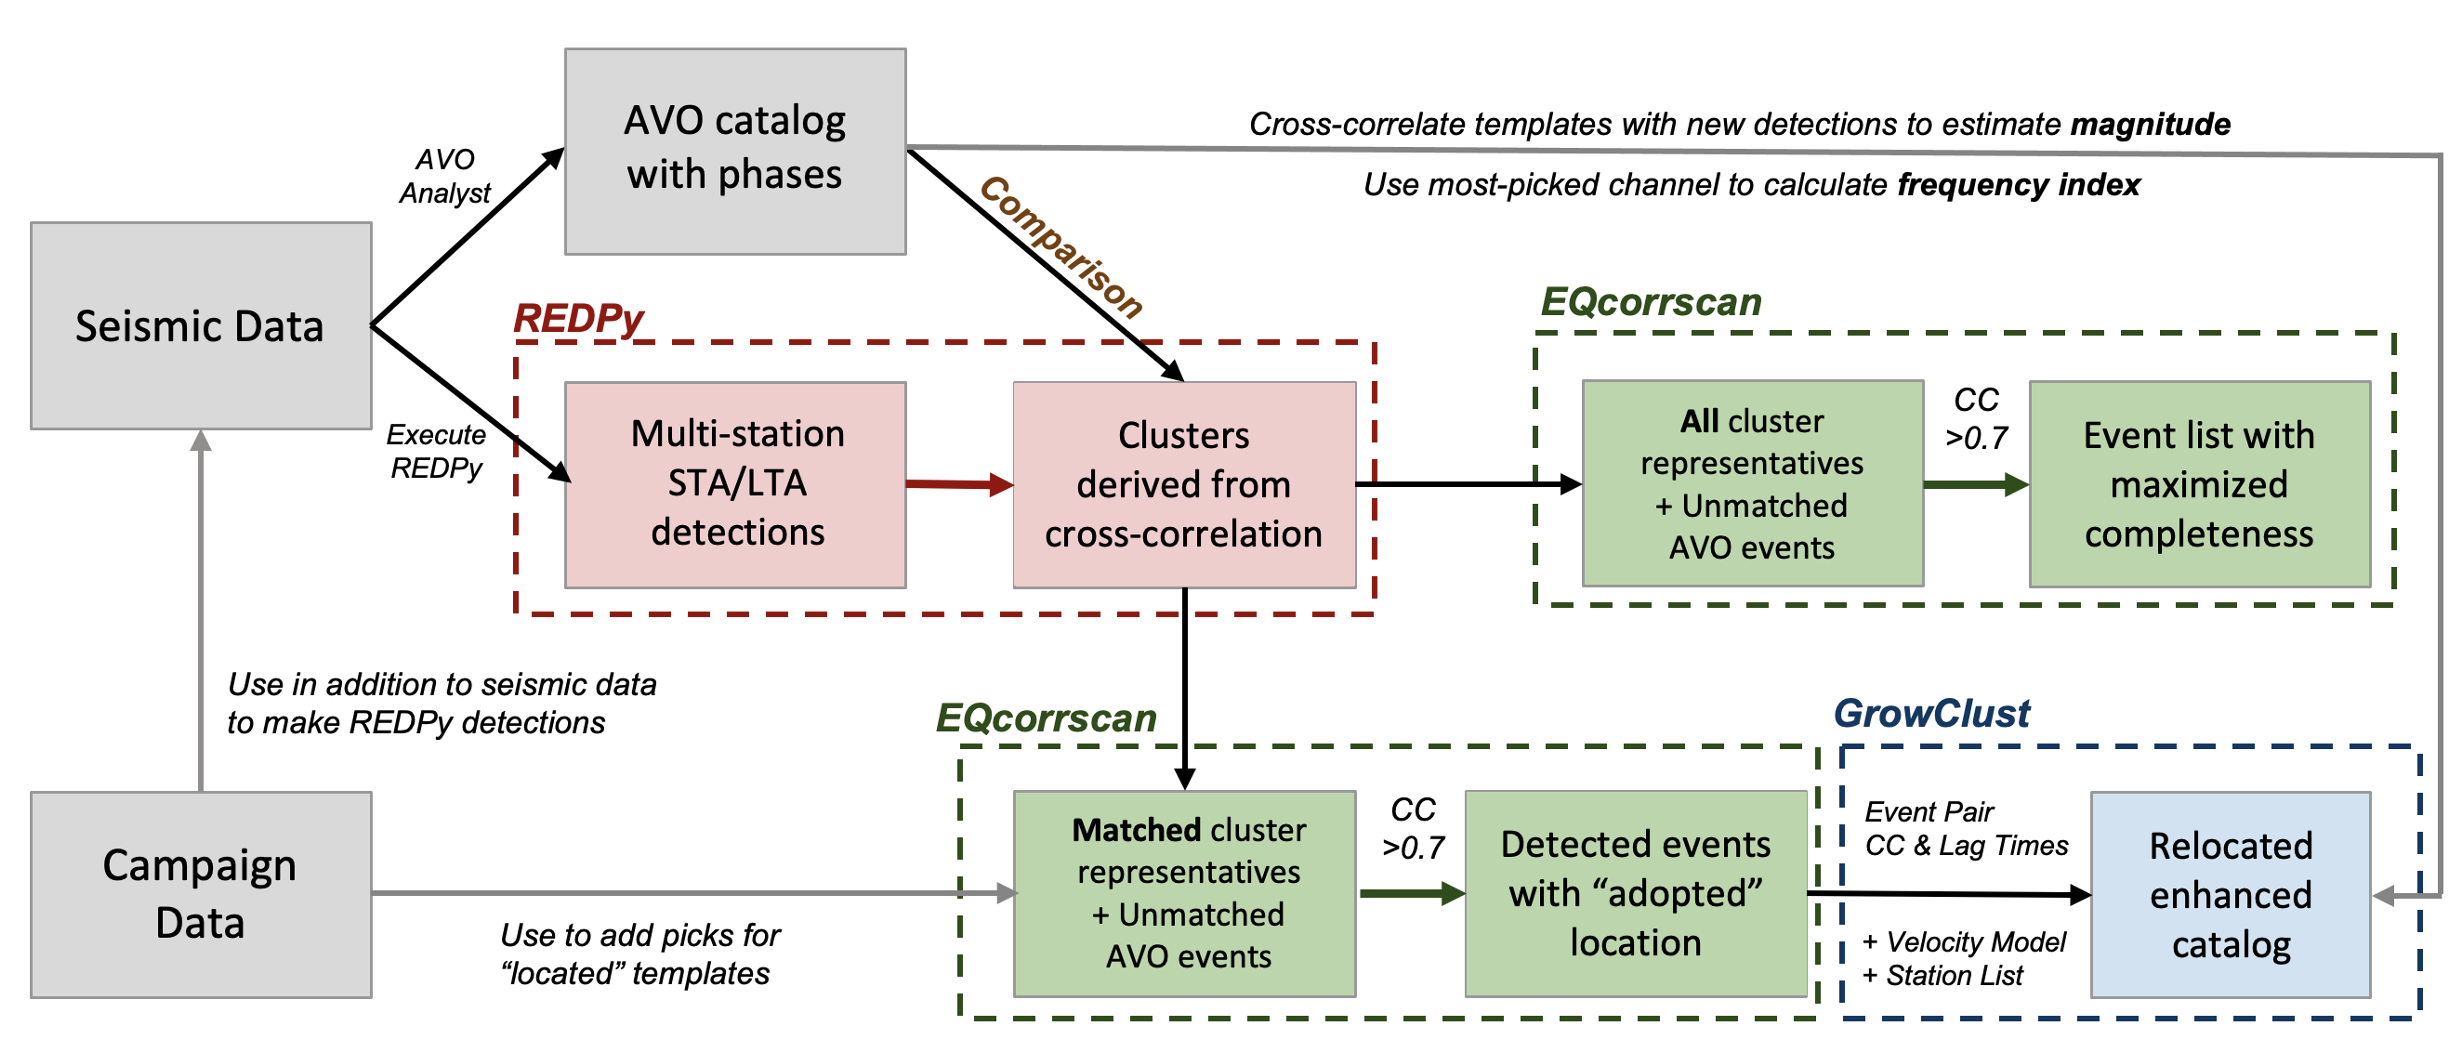 AVO catalog
with phases
Cross-correlate templates with new detections to estimate magnitude
Use most-picked channel to calculate frequency index
AVO
Analyst
Comparison
Seismic Data
Execute
REDPy
REDPy
Multi-station
STA/LTA
detections
Clusters
derived from
cross-correlation
EQcorrscan
All cluster
representatives
+ Unmatched
AVO events
CC
>0.7
Event list with
maximized
completeness
Use in addition to seismic data
to make REDPy detections
Campaign
Data
Use to add picks for
“located” templates
EQcorrscan
Matched cluster
representatives
+ Unmatched
AVO events
CC
>0.7
Detected events
with “adopted”
location
GrowClust
Event Pair
CC & Lag Times
+ Velocity Model
+ Station List
Relocated
enhanced
catalog